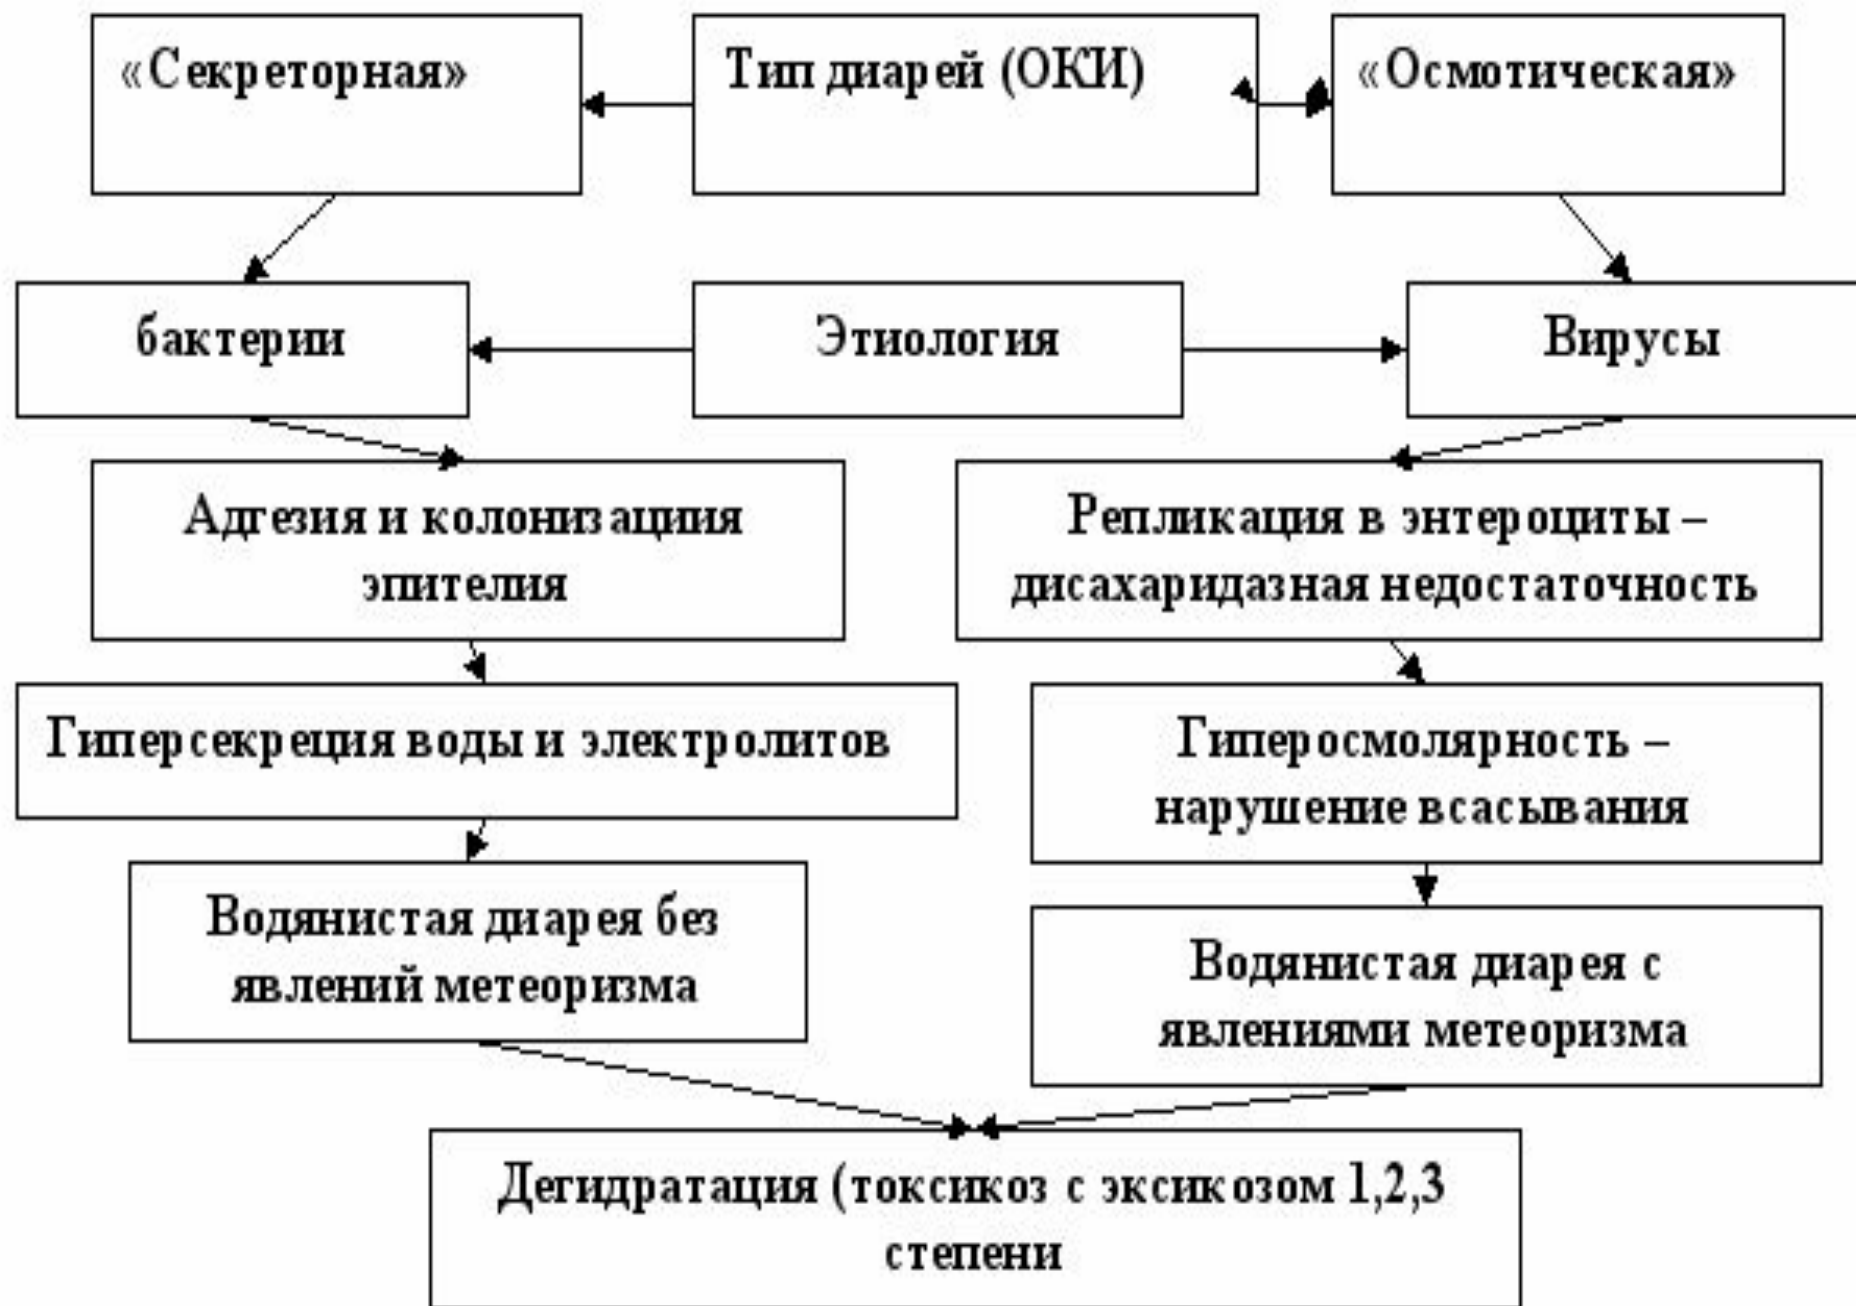 «Секреторная»
Тип диарей (ОКИ)
«Осмотическая»
бактерии
Этиология
Вирусы
Адгезия и колонизациия
эпителия
Репликация в энтероциты –
дисахаридазная недостаточность
Гиперсекреция воды и электролитов
Гиперосмолярность –
нарушение всасывания
Водянистая диарея без
явлений метеоризма
Водянистая диарея с
явлениями метеоризма
Дегидратация (токсикоз с эксикозом 1,2,3
степени